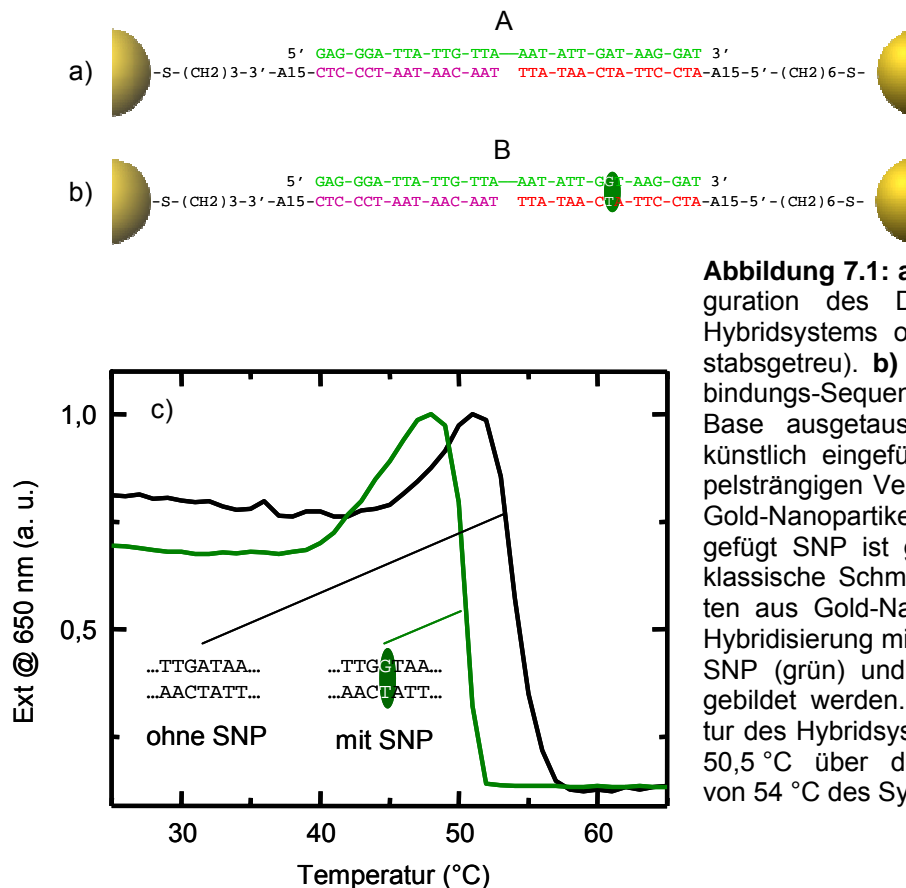 A
5’ GAG-GGA-TTA-TTG-TTA—AAT-ATT-GAT-AAG-GAT 3’
a) -S-(CH2)3-3’-A15-CTC-CCT-AAT-AAC-AAT TTA-TAA-CTA-TTC-CTA-A15-5’-(CH2)6-S-
B
5’ GAG-GGA-TTA-TTG-TTA—AAT-ATT-GGT-AAG-GAT 3’
b) -S-(CH2)3-3’-A15-CTC-CCT-AAT-AAC-AAT TTA-TAA-CTA-TTC-CTA-A15-5’-(CH2)6-S-
Abbildung 7.1: a
guration des D
Hybridsystems o
stabsgetreu). b)
bindungs-Sequen
Base ausgetaus
künstlich eingefü
pelsträngigen Ve
Gold-Nanopartike
gefügt SNP ist g
klassische Schm
ten aus Gold-Na
Hybridisierung mi
SNP (grün) und
gebildet werden.
tur des Hybridsys
50,5 °C über d
von 54 °C des Sy
c)
1,0
0,5
Ext @ 650 nm (a. u.)
...TTGATAA...
...AACTATT...
ohne SNP
...TTGGTAA...
...AACTATT...
mit SNP
30 40 50 60
Temperatur (°C)